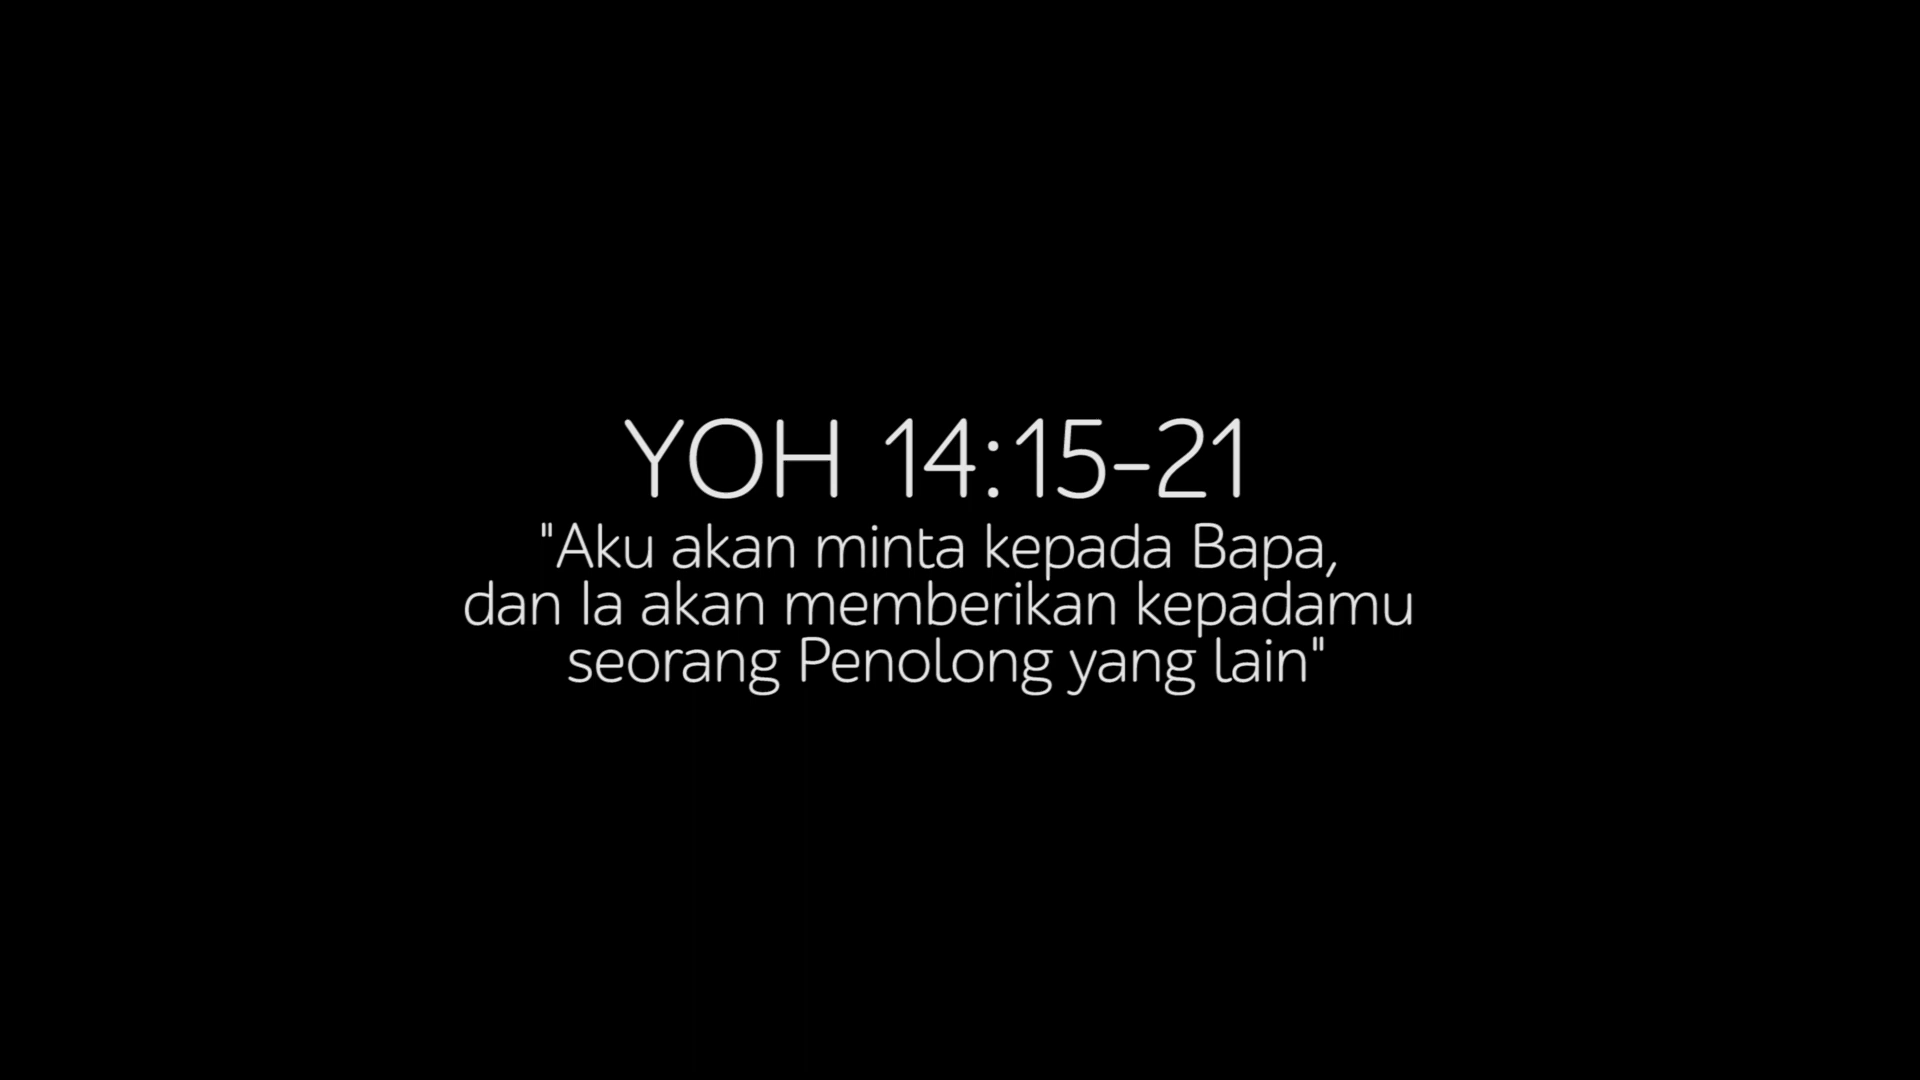 YOH 14:15-21
"Aku akan minta kepada Bapa,
dan Ia akan memberikan kepadamu
seorang Penolong yang lain"